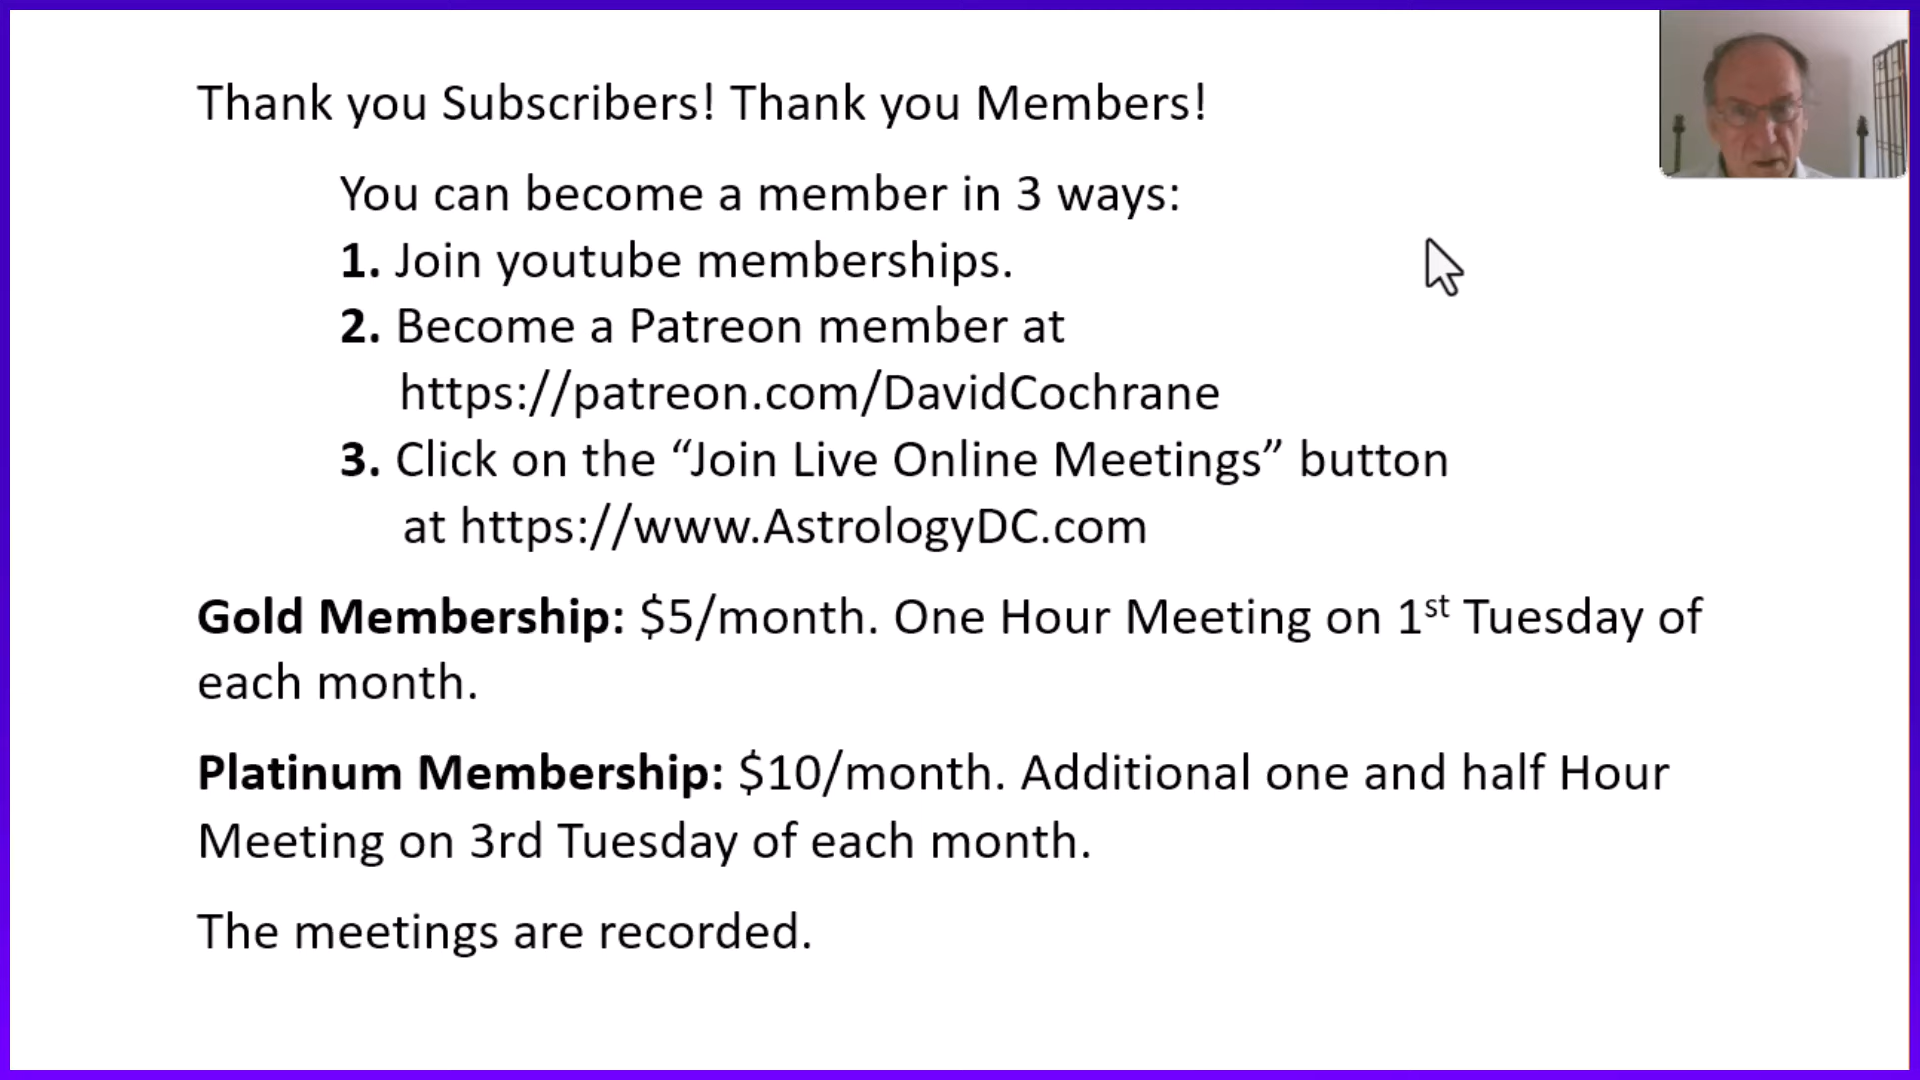 Thank you Subscribers! Thank you Members!
You can become a member in 3 ways:
1. Join youtube memberships.
2. Become a Patreon member at
https://patreon.com/DavidCochrane
3. Click on the “Join Live Online Meetings” button
at https://www.AstrologyDC.com
Gold Membership: $5/month. One Hour Meeting on 1st Tuesday of
each month.
Platinum Membership: $10/month. Additional one and half Hour
Meeting on 3rd Tuesday of each month.
The meetings are recorded.